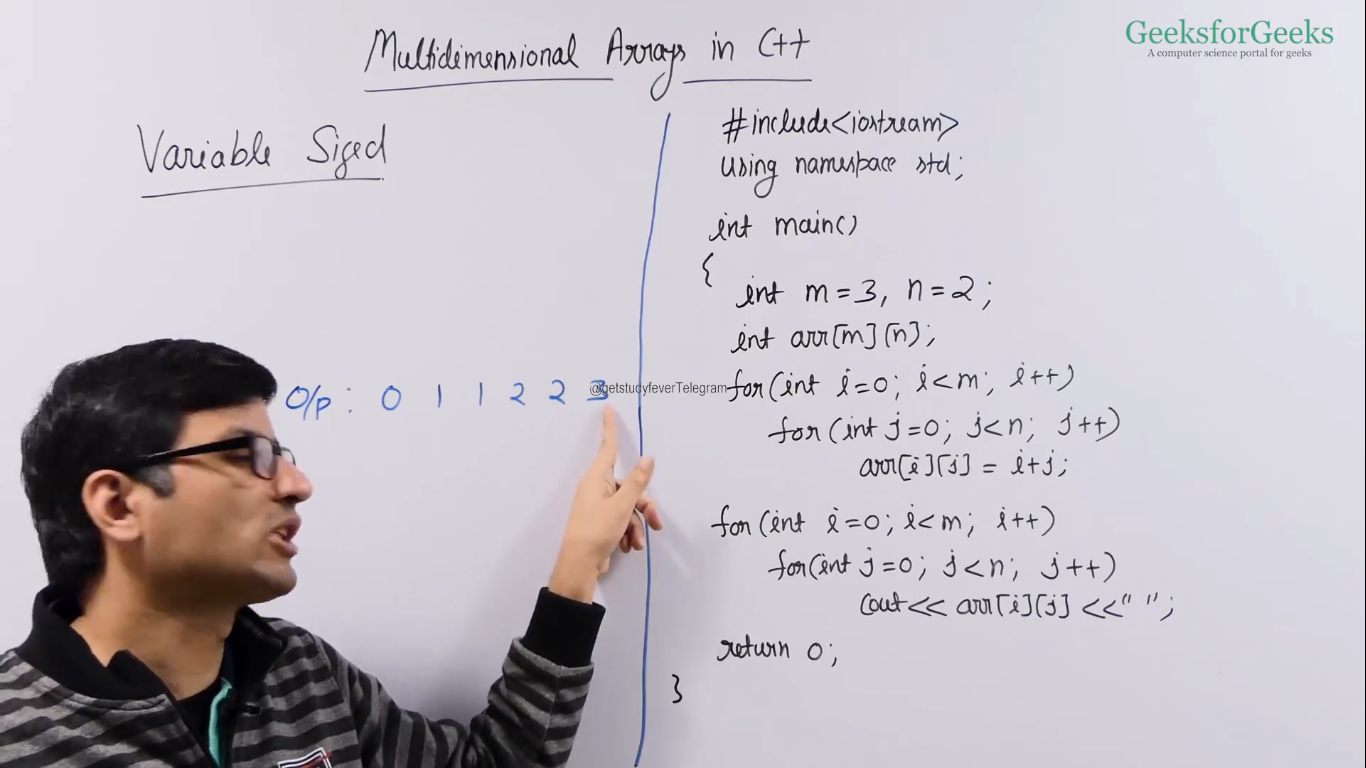 GeeksforGeeks
A computer science portal for geeks
Multidimensional Arrays in C++
Variable Sized
#include<iostream>
using namespace std;
int main()
{
int m=3, n=2;
int arr[m][n];
for(int i=0; i<m; i++)
O/p : 0 1 1 2 2 3
@getstudyfeverTelegram
for(int j=0; j<n; j++)
arr[i][j] = i+j;
for(int i=0; i<m; i++)
for(int j=0; j<n; j++)
cout<< arr[i][j] <<" ";
return 0;
}